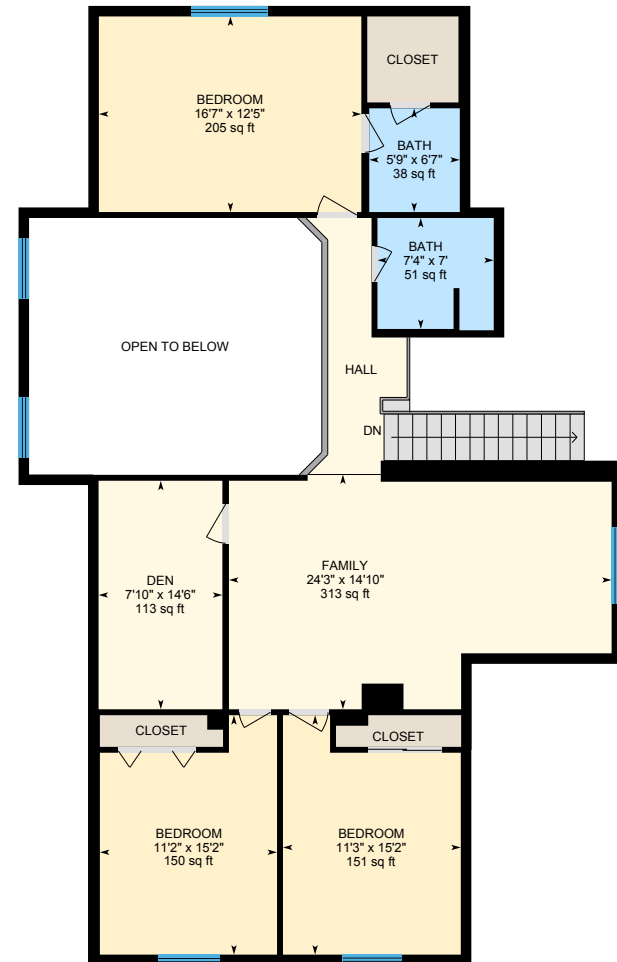 CLOSET
BEDROOM
16'7" x 12'5"
205 sq ft
BATH
5'9" x 6'7"
38 sq ft
BATH
7'4" x 7'
51 sq ft
OPEN TO BELOW
HALL
DN
FAMILY
24'3" x 14'10"
313 sq ft
DEN
7'10" x 14'6"
113 sq ft
CLOSET
CLOSET
BEDROOM
11'2" x 15'2"
150 sq ft
BEDROOM
11'3" x 15'2"
151 sq ft